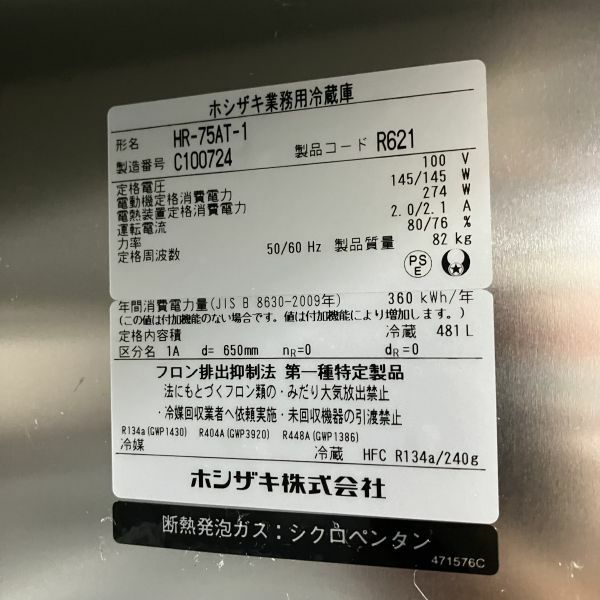 ホシザキ業務用冷蔵庫
形名 HR-75AT-1
製造番号 C100724 製品コード R621
定格電圧 100 V
電動機定格消費電力 145/145 W
電熱装置定格消費電力 274 W
運転電流 2.0/2.1 A
力率 80/76 %
定格周波数 50/60 Hz 製品質量 82 kg
PS
E
年間消費電力量(JIS B 8630-2009年) 360 kWh/年
(この値は付加機能のない場合です。値は付加機能により増加します。)
定格内容積 冷蔵 481 L
区分名 1A d= 650mm nR=0 dR=0
フロン排出抑制法 第一種特定製品
法にもとづくフロン類の・みだり大気放出禁止
・冷媒回収業者へ依頼実施・未回収機器の引渡禁止
R134a(GWP1430) R404A(GWP3920) R448A(GWP1386)
冷媒 冷蔵 HFC R134a/240g
ホシザキ株式会社
断熱発泡ガス：シクロペンタン
471576C